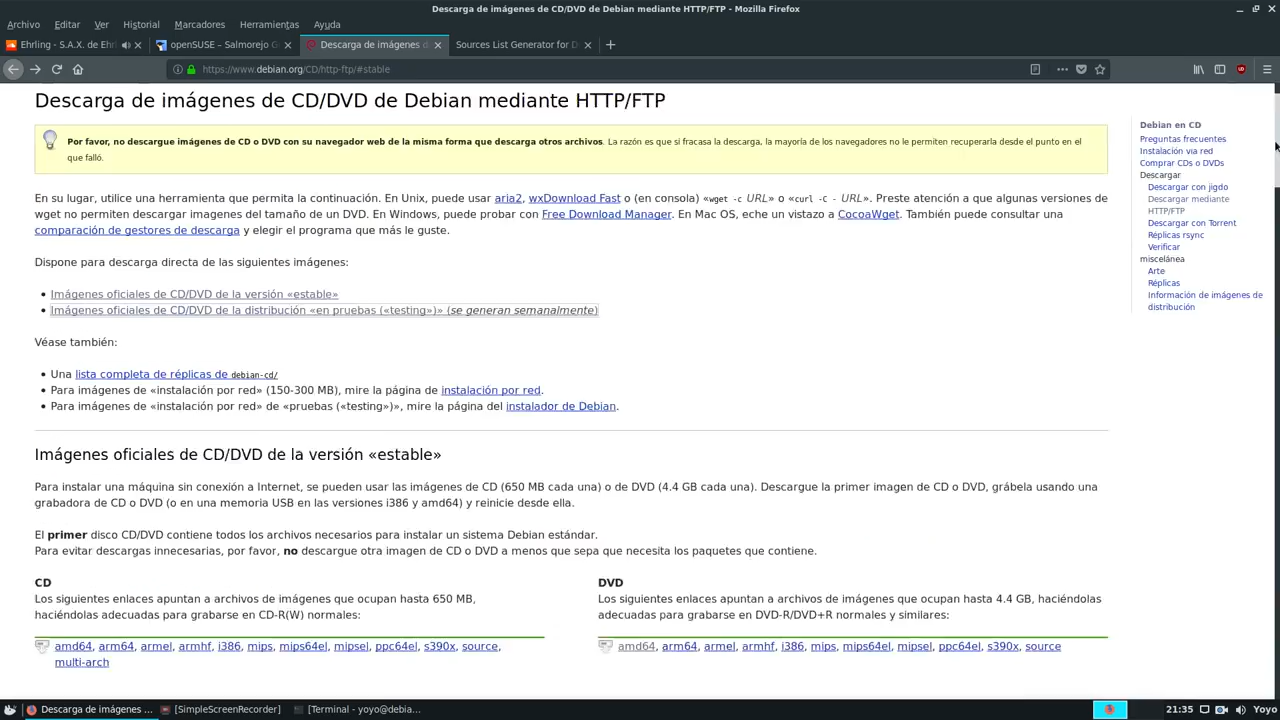 Descarga de imágenes de CD/DVD de Debian mediante HTTP/FTP - Mozilla Firefox
Archivo Editar Ver Historial Marcadores Herramientas Ayuda
Ehrling - S.A.X. de Ehrl
openSUSE – Salmorejo G
Descarga de imágenes d
Sources List Generator for D
https://www.debian.org/CD/http-ftp/#stable
Descarga de imágenes de CD/DVD de Debian mediante HTTP/FTP
Por favor, no descargue imágenes de CD o DVD con su navegador web de la misma forma que descarga otros archivos. La razón es que si fracasa la descarga, la mayoría de los navegadores no le permiten recuperarla desde el punto en el
que falló.
En su lugar, utilice una herramienta que permita la continuación. En Unix, puede usar aria2, wxDownload Fast o (en consola) «wget -c URL» o «curl -C - URL». Preste atención a que algunas versiones de
wget no permiten descargar imagenes del tamaño de un DVD. En Windows, puede probar con Free Download Manager. En Mac OS, eche un vistazo a CocoaWget. También puede consultar una
comparación de gestores de descarga y elegir el programa que más le guste.
Dispone para descarga directa de las siguientes imágenes:
• Imágenes oficiales de CD/DVD de la versión «estable»
• Imágenes oficiales de CD/DVD de la distribución «en pruebas («testing»)» (se generan semanalmente)
Véase también:
• Una lista completa de réplicas de debian-cd/
• Para imágenes de «instalación por red» (150-300 MB), mire la página de instalación por red.
• Para imágenes de «instalación por red» de «pruebas («testing»)», mire la página del instalador de Debian.
Imágenes oficiales de CD/DVD de la versión «estable»
Para instalar una máquina sin conexión a Internet, se pueden usar las imágenes de CD (650 MB cada una) o de DVD (4.4 GB cada una). Descargue la primer imagen de CD o DVD, grábela usando una
grabadora de CD o DVD (o en una memoria USB en las versiones i386 y amd64) y reinicie desde ella.
El primer disco CD/DVD contiene todos los archivos necesarios para instalar un sistema Debian estándar.
Para evitar descargas innecesarias, por favor, no descargue otra imagen de CD o DVD a menos que sepa que necesita los paquetes que contiene.
CD
Los siguientes enlaces apuntan a archivos de imágenes que ocupan hasta 650 MB,
haciéndolas adecuadas para grabarse en CD-R(W) normales:
amd64, arm64, armel, armhf, i386, mips, mips64el, mipsel, ppc64el, s390x, source,
multi-arch
DVD
Los siguientes enlaces apuntan a archivos de imágenes que ocupan hasta 4.4 GB, haciéndolas
adecuadas para grabarse en DVD-R/DVD+R normales y similares:
amd64, arm64, armel, armhf, i386, mips, mips64el, mipsel, ppc64el, s390x, source
Debian en CD
Preguntas frecuentes
Instalación vía red
Comprar CDs o DVDs
Descargar
Descargar con jigdo
Descargar mediante
HTTP/FTP
Descargar con Torrent
Réplicas rsync
Verificar
miscelánea
Arte
Réplicas
Información de imágenes de
distribución
Descarga de imágenes ...
[SimpleScreenRecorder]
[Terminal - yoyo@debia...
21:35
Yoyo